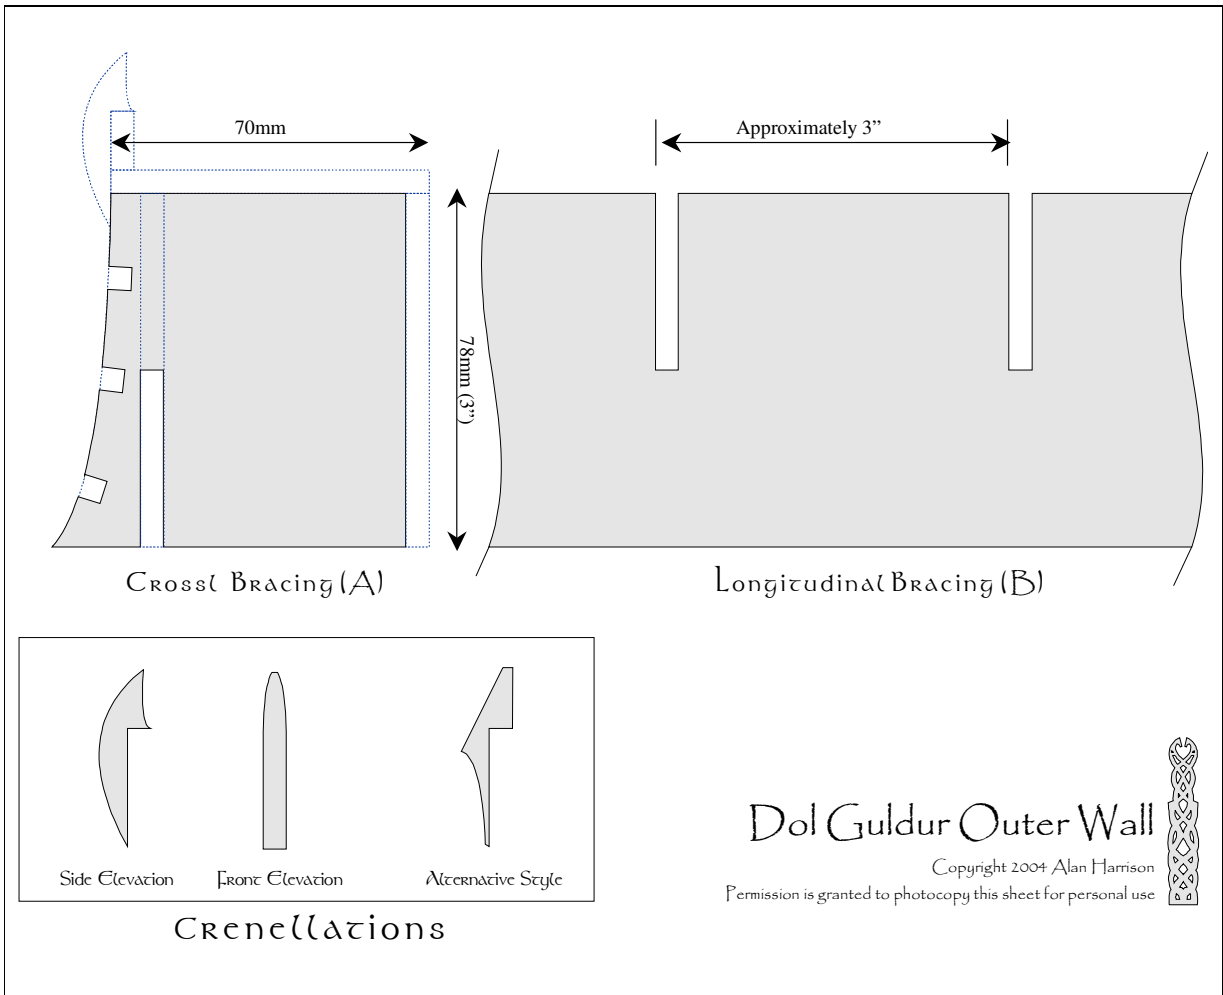 70mm
Approximately 3”
78mm (3”)
Crossl Bracing (A)
Longitudinal Bracing (B)
Side Elevation
Front Elevation
Alternative Style
Crenellations
Dol Guldur Outer Wall
Copyright 2004 Alan Harrison
Permission is granted to photocopy this sheet for personal use